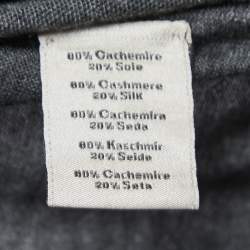 80% Cachemire
20% Soie
80% Cashmere
20% Silk
80% Cachemira
20% Seda
80% Kaschmir
20% Seide
80% Cachemire
20% Seta